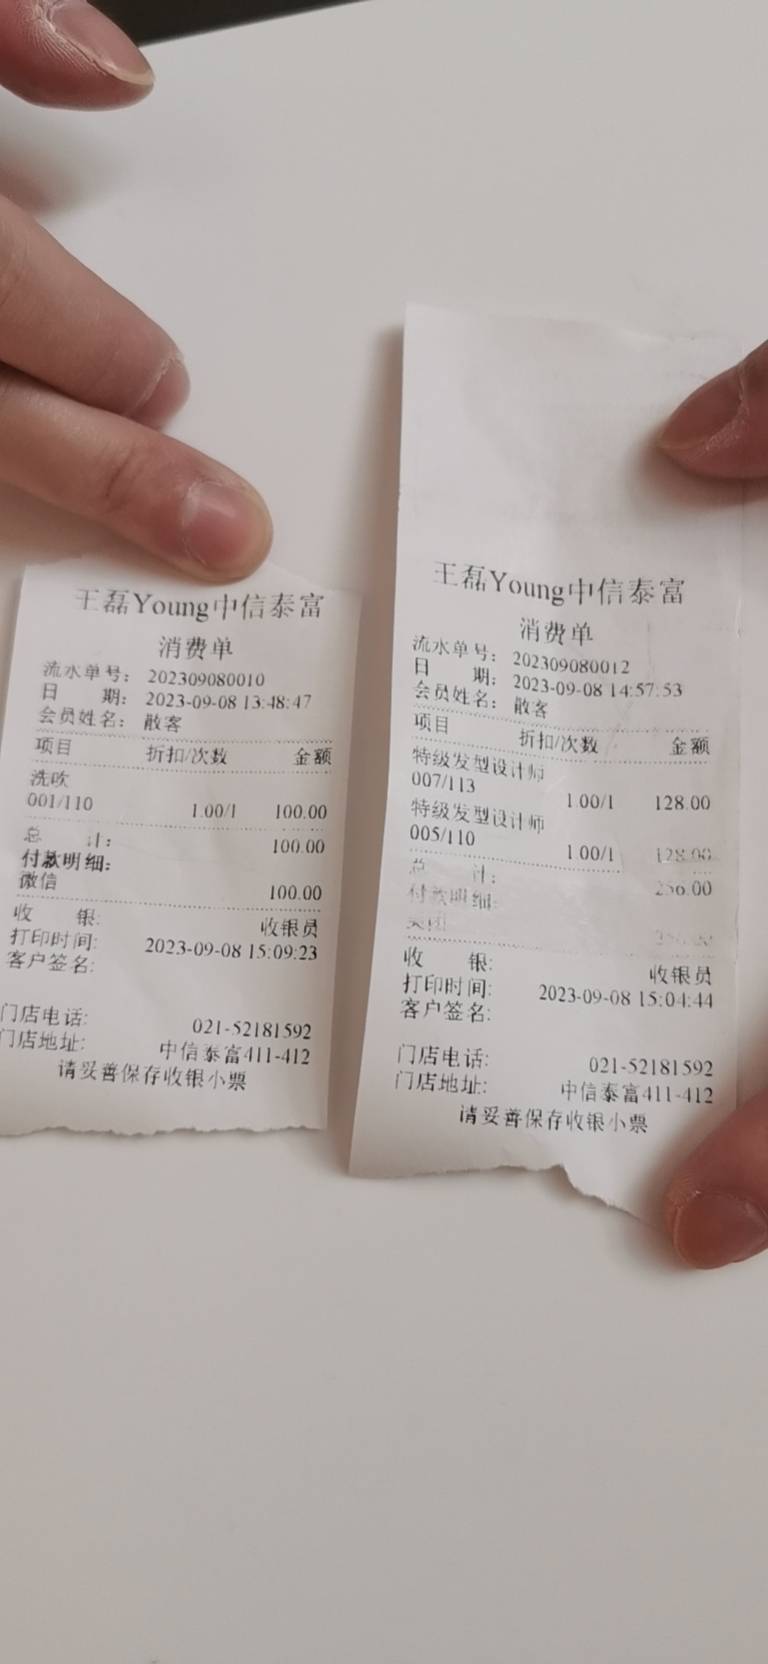 王磊Young中信泰富
消费单
流水单号: 202309080010
日 期: 2023-09-08 13:48:47
会员姓名: 散客
项目 折扣/次数 金额
洗吹
001/110 1.00/1 100.00
总 计: 100.00
付款明细:
微信 100.00
收 银: 收银员
打印时间: 2023-09-08 15:09:23
客户签名:
门店电话: 021-52181592
门店地址: 中信泰富411-412
请妥善保存收银小票
王磊Young中信泰富
消费单
流水单号: 202309080012
日 期: 2023-09-08 14:57:53
会员姓名: 散客
项目 折扣/次数 金额
特级发型设计师
007/113 1.00/1 128.00
特级发型设计师
005/110 1.00/1 128.00
总 计: 256.00
付款明细:
美团 256.00
收 银: 收银员
打印时间: 2023-09-08 15:04:44
客户签名:
门店电话: 021-52181592
门店地址: 中信泰富411-412
请妥善保存收银小票